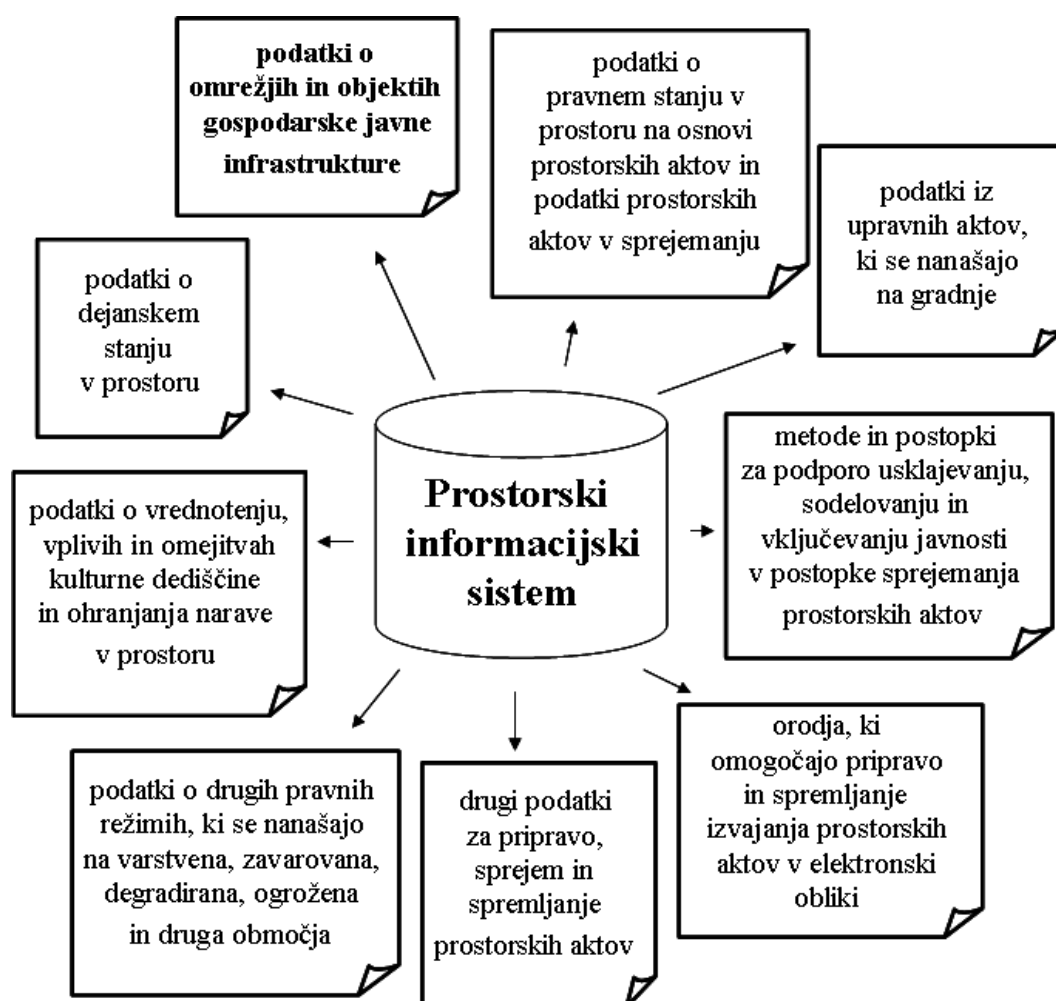 podatki o
omrežjih in objektih
gospodarske javne
infrastrukture
podatki o
pravnem stanju v
prostoru na osnovi
prostorskih aktov in
podatki prostorskih
aktov v sprejemanju
podatki iz
upravnih aktov,
ki se nanašajo
na gradnje
podatki o
dejanskem
stanju
v prostoru
Prostorski
informacijski
sistem
metode in postopki
za podporo usklajevanju,
sodelovanju in
vključevanju javnosti
v postopke sprejemanja
prostorskih aktov
podatki o vrednotenju,
vplivih in omejitvah
kulturne dediščine
in ohranjanja narave
v prostoru
podatki o drugih pravnih
režimih, ki se nanašajo
na varstvena, zavarovana,
degradirana, ogrožena
in druga območja
drugi podatki
za pripravo,
sprejem in
spremljanje
prostorskih aktov
orodja, ki
omogočajo pripravo
in spremljanje
izvajanja prostorskih
aktov v elektronski
obliki